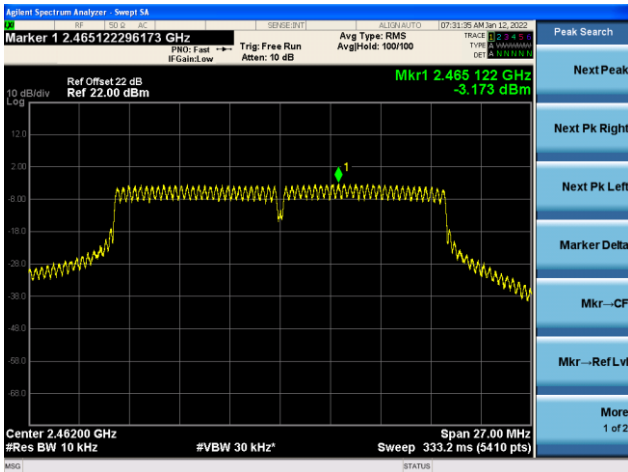 Agilent Spectrum Analyzer - Swept SA
RF 50 Ω AC SENSE:INT ALIGN AUTO 07:31:35 AM Jan 12, 2022
Marker 1 2.465122296173 GHz
PNO: Fast
IFGain:Low
Trig: Free Run
Atten: 10 dB
Avg Type: RMS
Avg|Hold: 100/100
TRACE 1 2 3 4 5 6
TYPE A WWWWW
DET A N N N N N
Ref Offset 22 dB
10 dB/div Ref 22.00 dBm
Log
Mkr1 2.465 122 GHz
-3.173 dBm
12.0
2.00
-8.00
-18.0
-28.0
-38.0
-48.0
-58.0
-68.0
1
Center 2.46200 GHz
#Res BW 10 kHz
#VBW 30 kHz*
Span 27.00 MHz
Sweep 333.2 ms (5410 pts)
MSG
STATUS
Peak Search
Next Peak
Next Pk Right
Next Pk Left
Marker Delta
Mkr→CF
Mkr→Ref Lvl
More
1 of 2